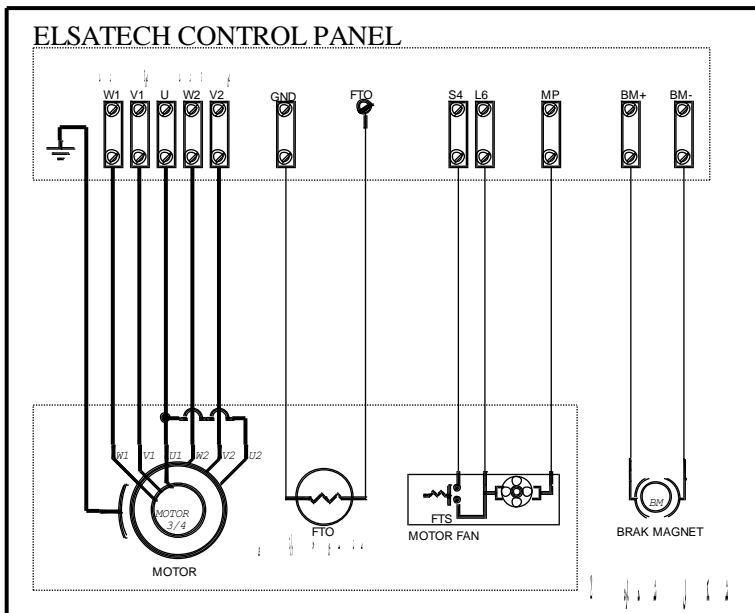 ELSATECH CONTROL PANEL
W1 V1 U W2 V2 GND FTO S4 L6 MP BM+ BM-
W1 V1 U1 W2 V2 U2
MOTOR
3/4
MOTOR
FTO
FTS
MOTOR FAN
BM
BRAK MAGNET